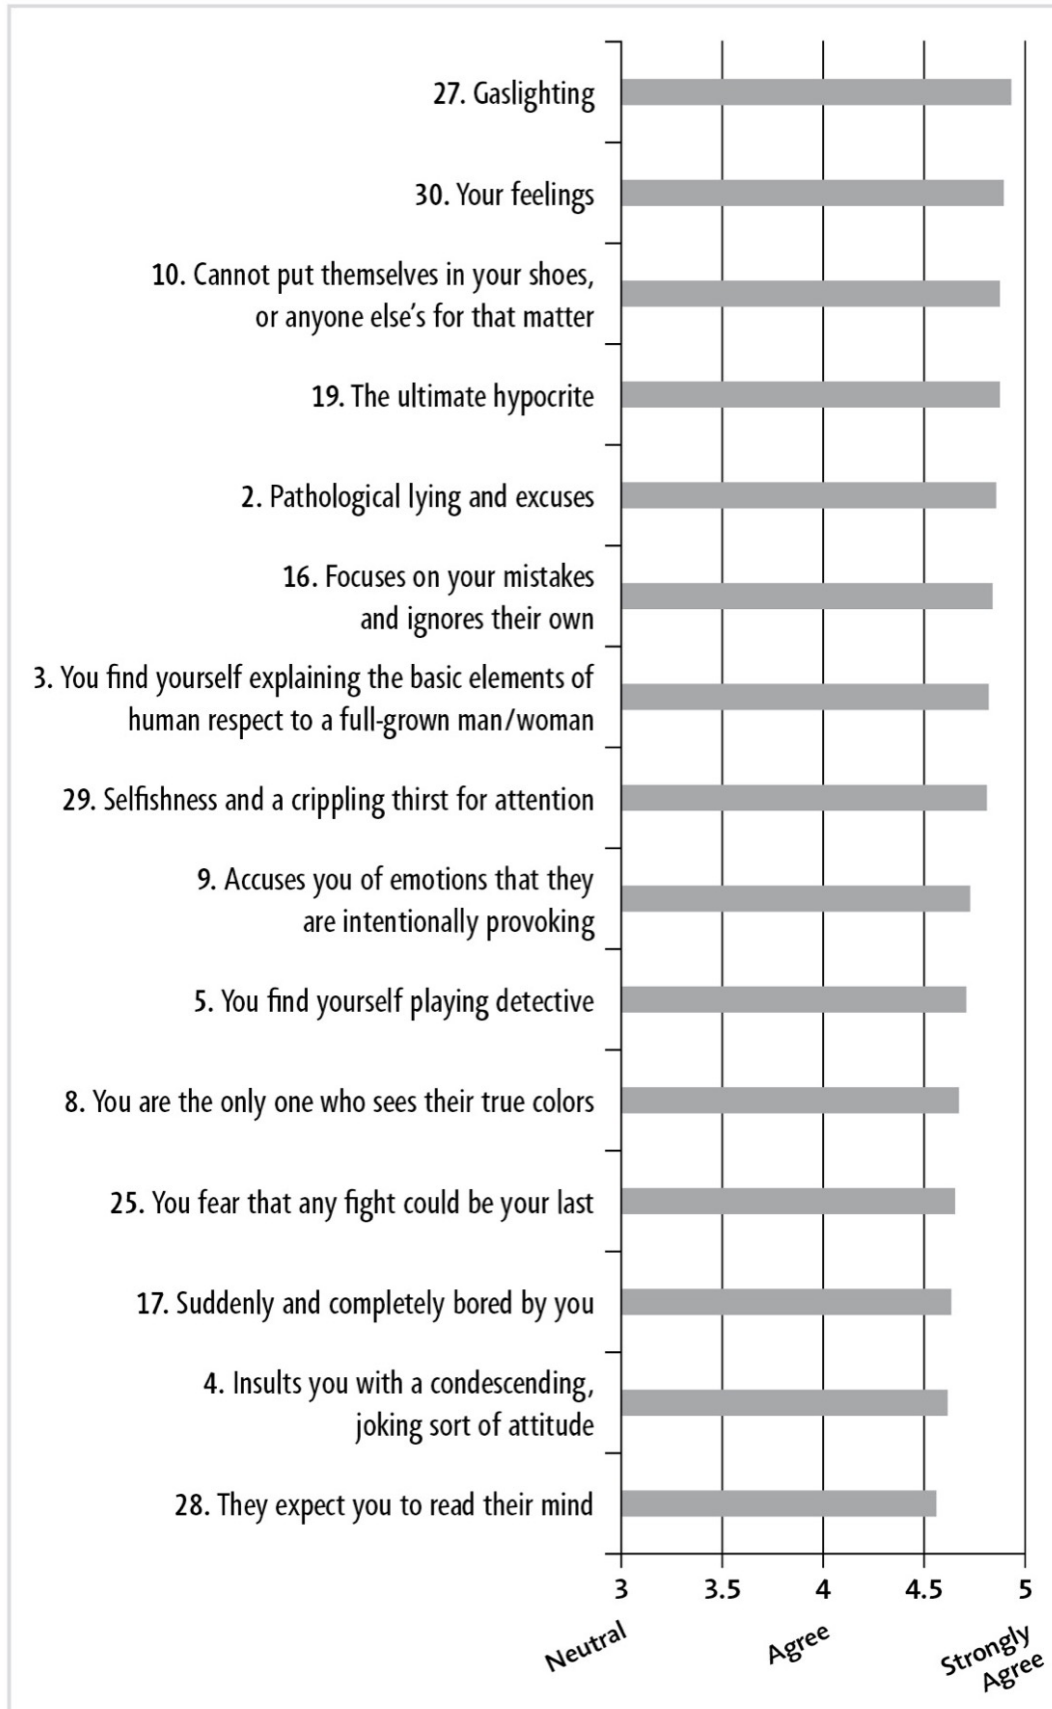 27. Gaslighting
30. Your feelings
10. Cannot put themselves in your shoes,
or anyone else’s for that matter
19. The ultimate hypocrite
2. Pathological lying and excuses
16. Focuses on your mistakes
and ignores their own
3. You find yourself explaining the basic elements of
human respect to a full-grown man/woman
29. Selfishness and a crippling thirst for attention
9. Accuses you of emotions that they
are intentionally provoking
5. You find yourself playing detective
8. You are the only one who sees their true colors
25. You fear that any fight could be your last
17. Suddenly and completely bored by you
4. Insults you with a condescending,
joking sort of attitude
28. They expect you to read their mind
3 3.5 4 4.5 5
Neutral
Agree
Strongly
Agree